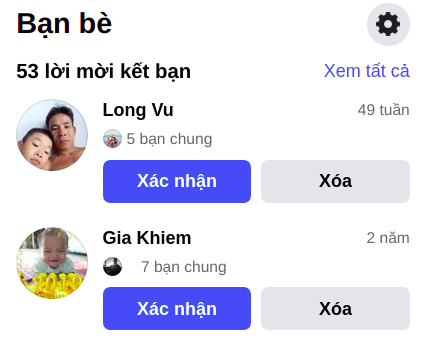 Bạn bè
53 lời mời kết bạn Xem tất cả
Long Vu 49 tuần
5 bạn chung
Xác nhận Xóa
Gia Khiem 2 năm
7 bạn chung
Xác nhận Xóa